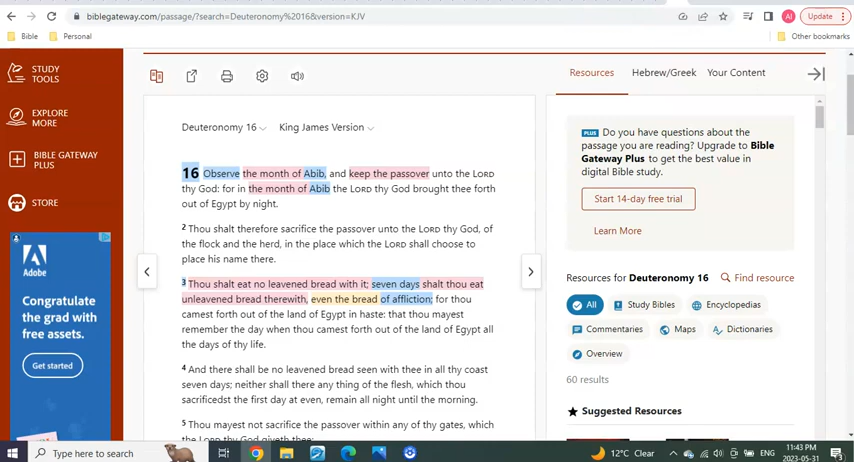 biblegateway.com/passage/?search=Deuteronomy%2016&version=KJV
AI
Update
Bible
Personal
Other bookmarks
STUDY
TOOLS
EXPLORE
MORE
BIBLE GATEWAY
PLUS
STORE
Adobe
Congratulate
the grad with
free assets.
Get started
Deuteronomy 16
King James Version
16 Observe the month of Abib, and keep the passover unto the LORD
thy God: for in the month of Abib the LORD thy God brought thee forth
out of Egypt by night.
2 Thou shalt therefore sacrifice the passover unto the LORD thy God, of
the flock and the herd, in the place which the LORD shall choose to
place his name there.
3 Thou shalt eat no leavened bread with it; seven days shalt thou eat
unleavened bread therewith, even the bread of affliction; for thou
camest forth out of the land of Egypt in haste: that thou mayest
remember the day when thou camest forth out of the land of Egypt all
the days of thy life.
4 And there shall be no leavened bread seen with thee in all thy coast
seven days; neither shall there any thing of the flesh, which thou
sacrificedst the first day at even, remain all night until the morning.
5 Thou mayest not sacrifice the passover within any of thy gates, which
the LORD thy God giveth thee:
Resources
Hebrew/Greek
Your Content
PLUS Do you have questions about the
passage you are reading? Upgrade to Bible
Gateway Plus to get the best value in
digital Bible study.
Start 14-day free trial
Learn More
Resources for Deuteronomy 16
Find resource
All
Study Bibles
Encyclopedias
Commentaries
Maps
Dictionaries
Overview
60 results
Suggested Resources
Type here to search
12°C Clear
ENG
11:43 PM
2023-05-31
3